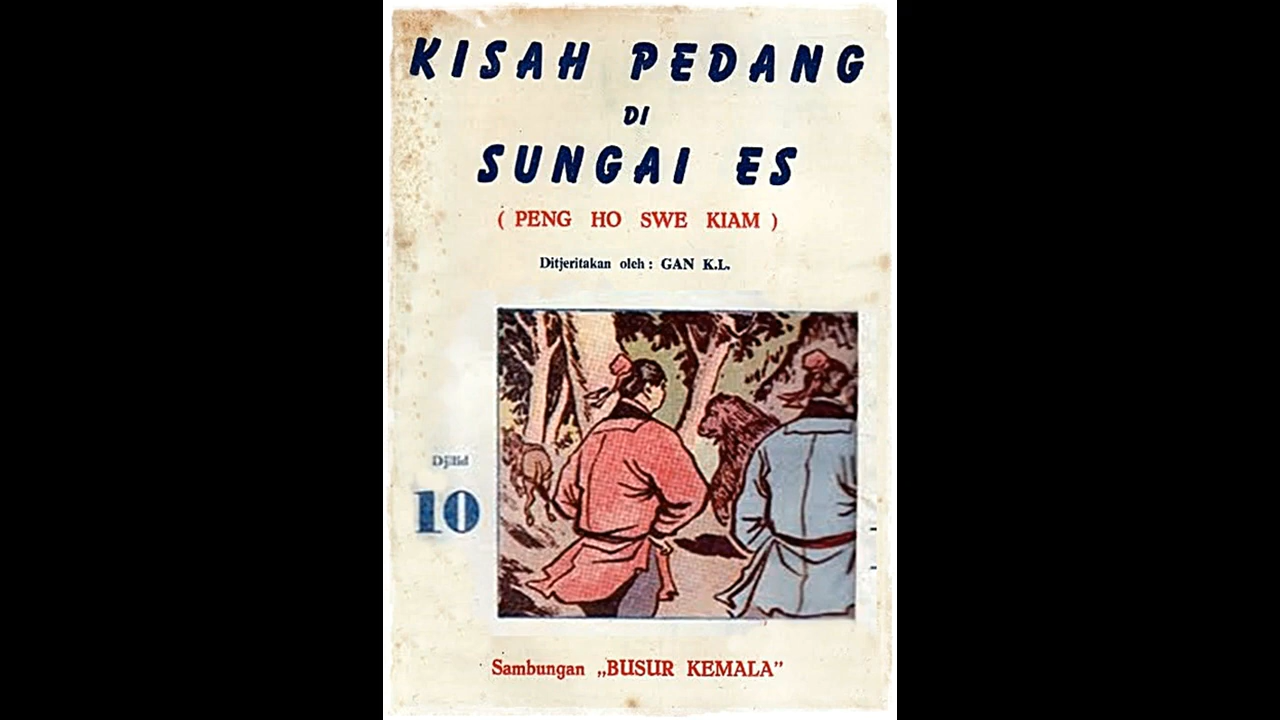 KISAH PEDANG
DI
SUNGAI ES
( PENG HO SWE KIAM )
Ditjeritakan oleh : GAN K.L.
Djilid
10
Sambungan „BUSUR KEMALA”